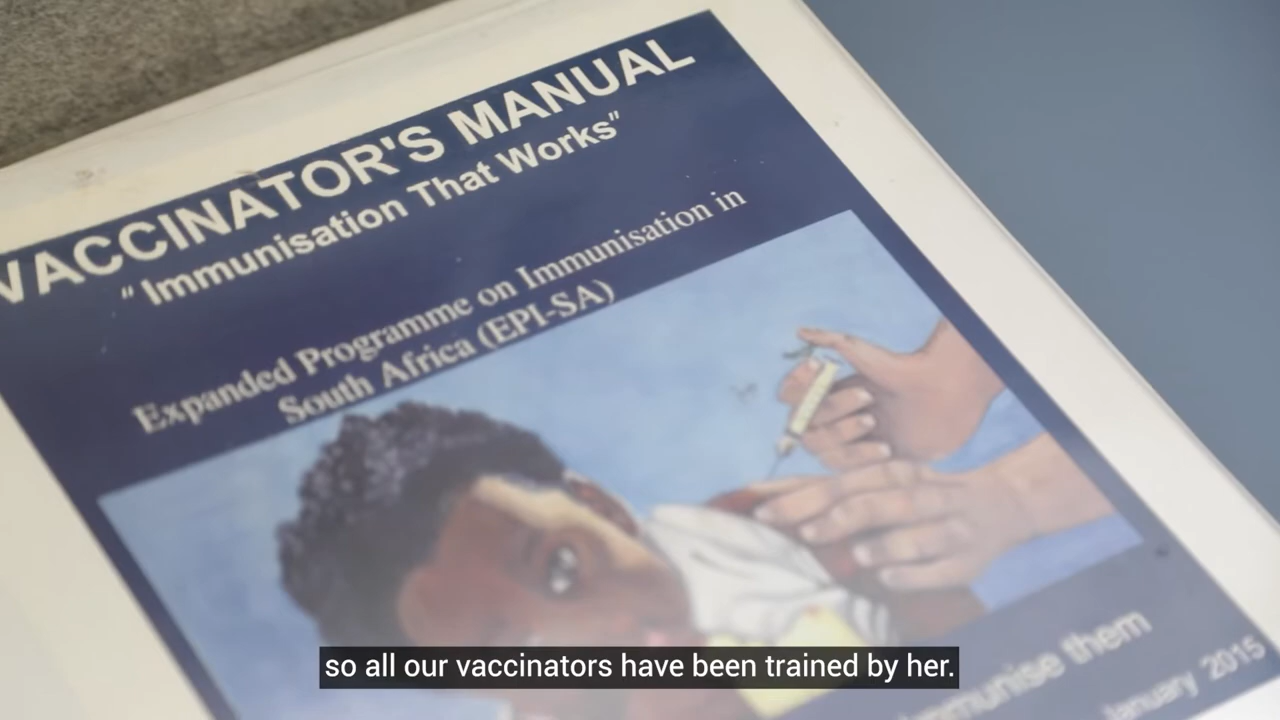 VACCINATOR'S MANUAL
"Immunisation That Works"
Expanded Programme on Immunisation in
South Africa (EPI-SA)
immunise them
January 2015
so all our vaccinators have been trained by her.